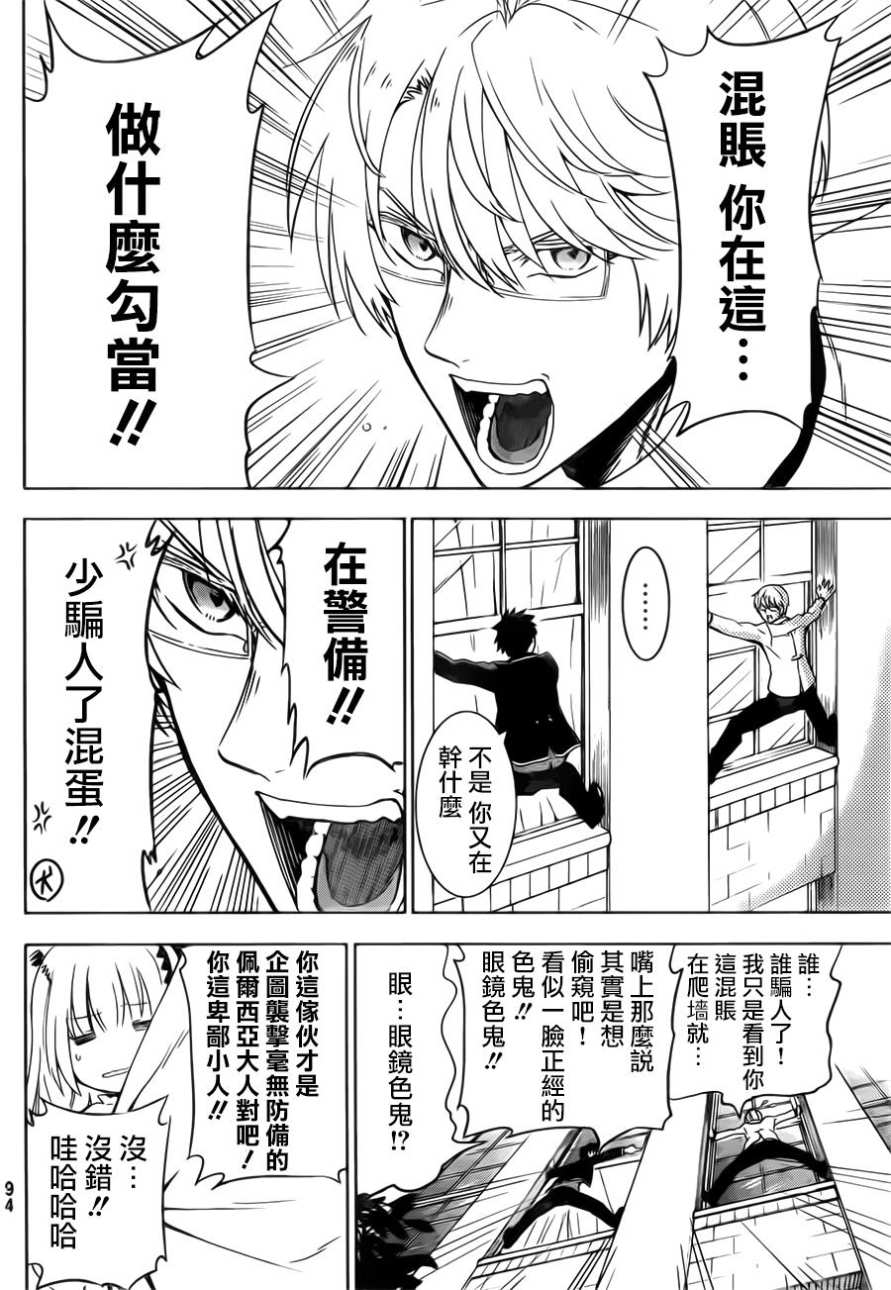 混賬 你在這…
做什麼勾當!!
……
不是 你又在
幹什麼
在警備!!
少騙人了混蛋!!
犬
誰…
誰騙人了！
我只是看到你
這混賬
在爬墻就…
嘴上那麼説
其實是想
偷窺吧！
看似一臉正經的
色鬼!!
眼鏡色鬼!!
眼…眼鏡色鬼!?
你這傢伙才是
企圖襲擊毫無防備的
佩爾西亞大人對吧！
你這卑鄙小人!!
沒…
沒錯!!
哇哈哈哈
94